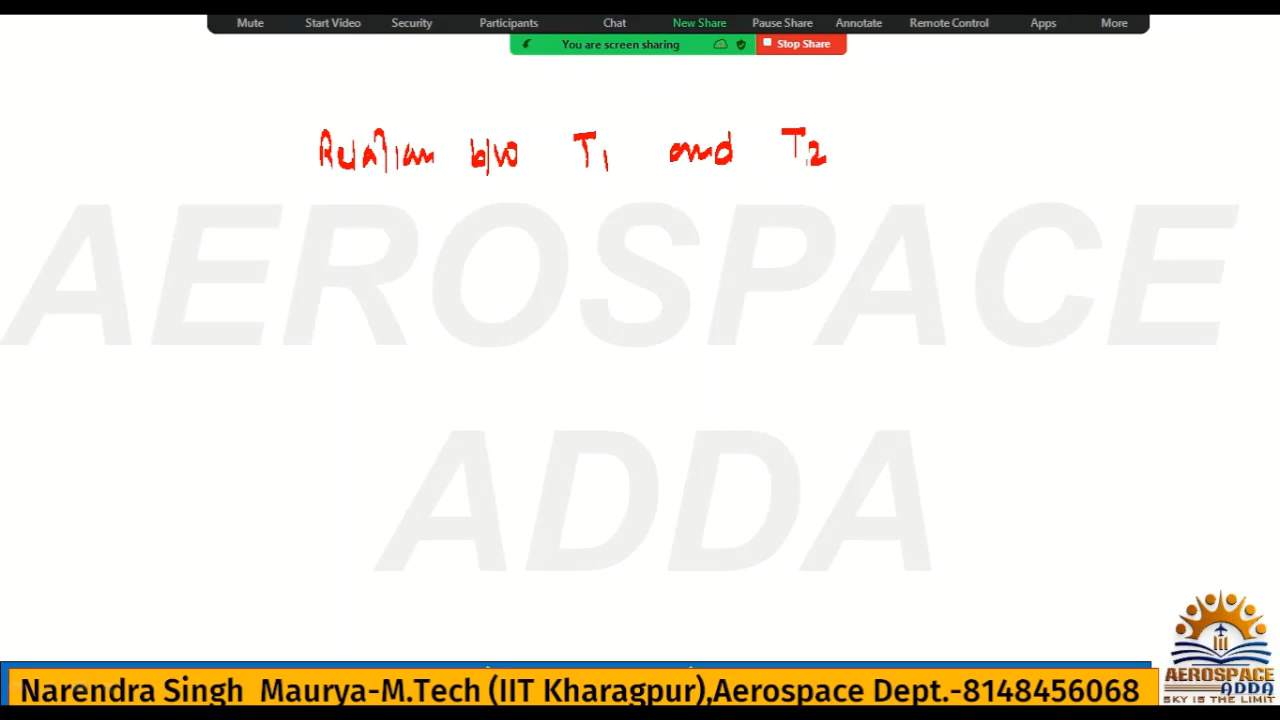 Mute Start Video Security Participants Chat New Share Pause Share Annotate Remote Control Apps More
You are screen sharing Stop Share
Relation b/w T1 and T2
AEROSPACE
ADDA
Narendra Singh Maurya-M.Tech (IIT Kharagpur),Aerospace Dept.-8148456068
AEROSPACE
ADDA
SKY IS THE LIMIT